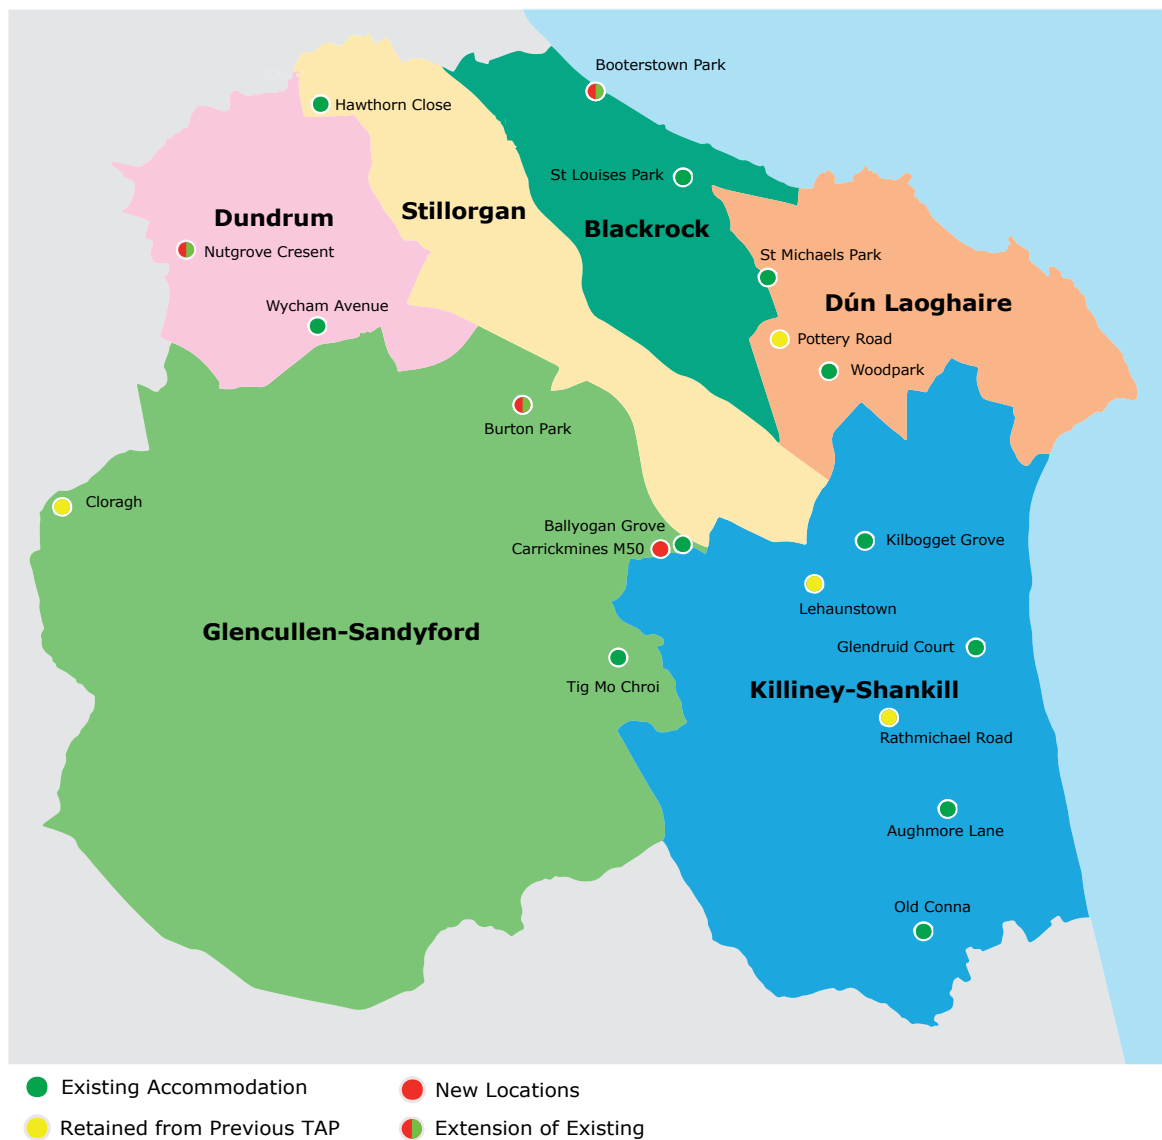 Booterstown Park
Hawthorn Close
St Louises Park
Stillorgan
Dundrum
Blackrock
Nutgrove Cresent
St Michaels Park
Dún Laoghaire
Wycham Avenue
Pottery Road
Woodpark
Burton Park
Cloragh
Ballyogan Grove
Carrickmines M50
Kilbogget Grove
Lehaunstown
Glencullen-Sandyford
Glendruid Court
Tig Mo Chroi
Killiney-Shankill
Rathmichael Road
Aughmore Lane
Old Conna
Existing Accommodation
New Locations
Retained from Previous TAP
Extension of Existing